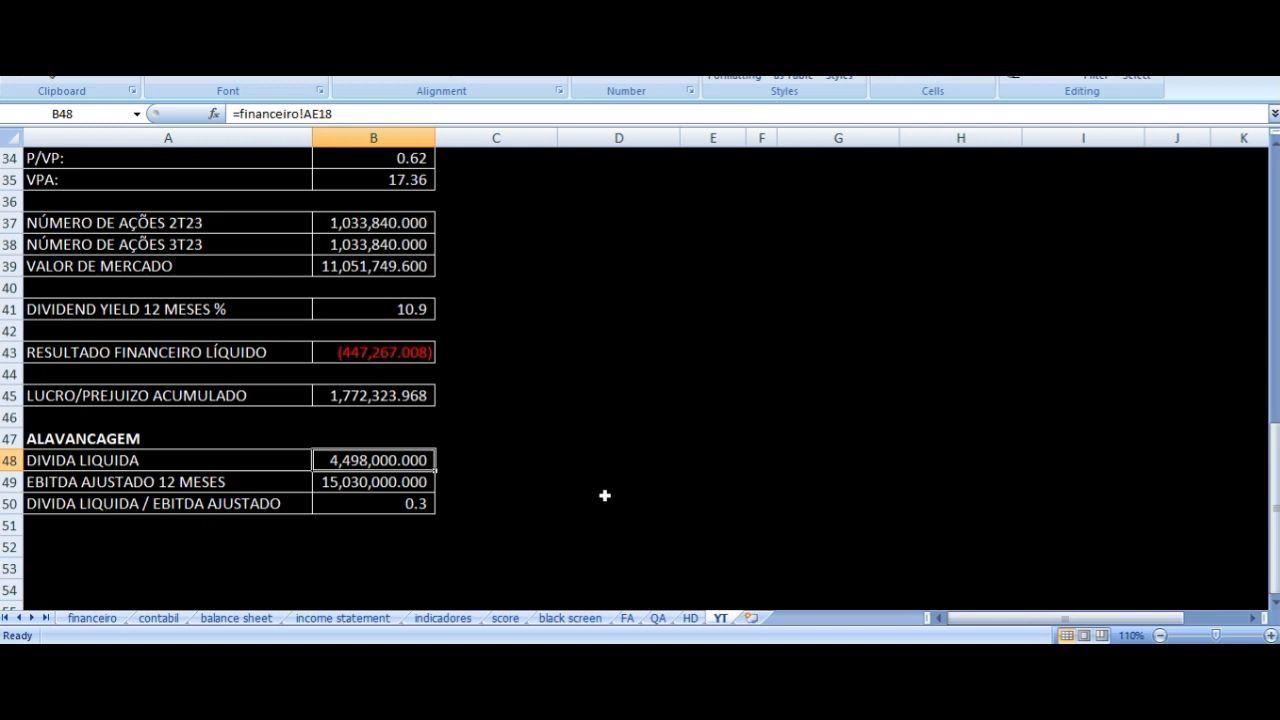 Clipboard Font Alignment Number Styles Cells Editing
B48 fx =financeiro!AE18
A B C D E F G H I J K
34 P/VP: 0.62
35 VPA: 17.36
36
37 NÚMERO DE AÇÕES 2T23 1,033,840.000
38 NÚMERO DE AÇÕES 3T23 1,033,840.000
39 VALOR DE MERCADO 11,051,749.600
40
41 DIVIDEND YIELD 12 MESES % 10.9
42
43 RESULTADO FINANCEIRO LÍQUIDO (447,267.008)
44
45 LUCRO/PREJUIZO ACUMULADO 1,772,323.968
46
47 ALAVANCAGEM
48 DIVIDA LIQUIDA 4,498,000.000
49 EBITDA AJUSTADO 12 MESES 15,030,000.000
50 DIVIDA LIQUIDA / EBITDA AJUSTADO 0.3
51
52
53
54
financeiro contabil balance sheet income statement indicadores score black screen FA QA HD YT
Ready 110%